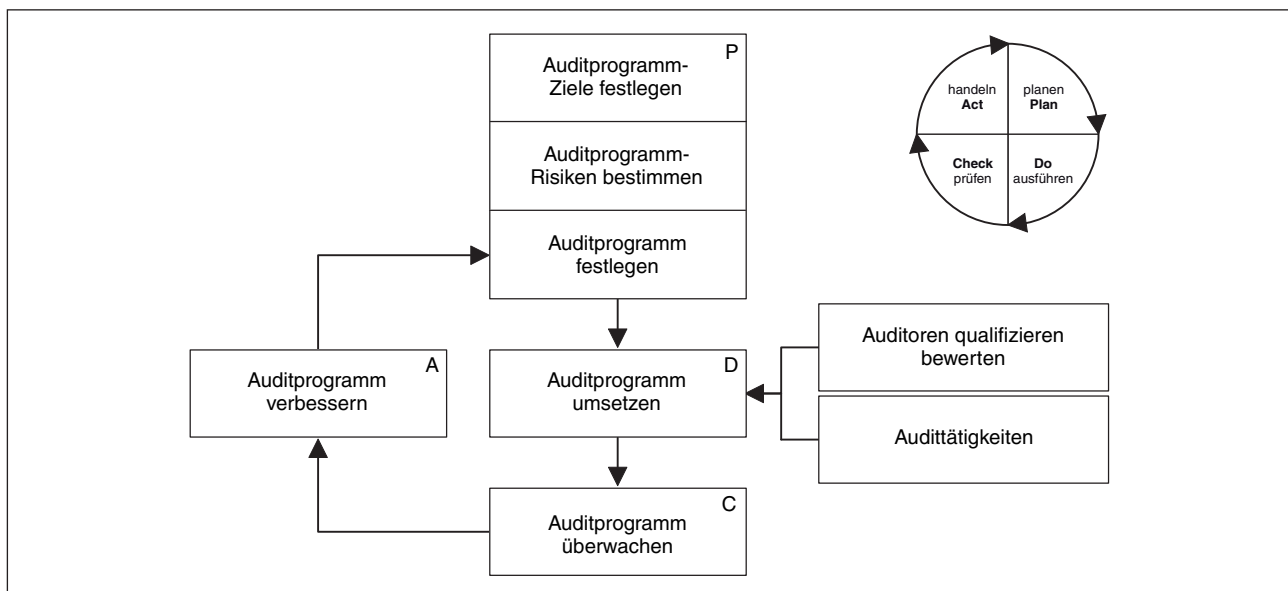 Auditprogramm-
Ziele festlegen
P
Auditprogramm-
Risiken bestimmen
Auditprogramm
festlegen
handeln
Act
planen
Plan
Check
prüfen
Do
ausführen
Auditprogramm
verbessern
A
Auditprogramm
umsetzen
D
Auditoren qualifizieren
bewerten
Audittätigkeiten
Auditprogramm
überwachen
C